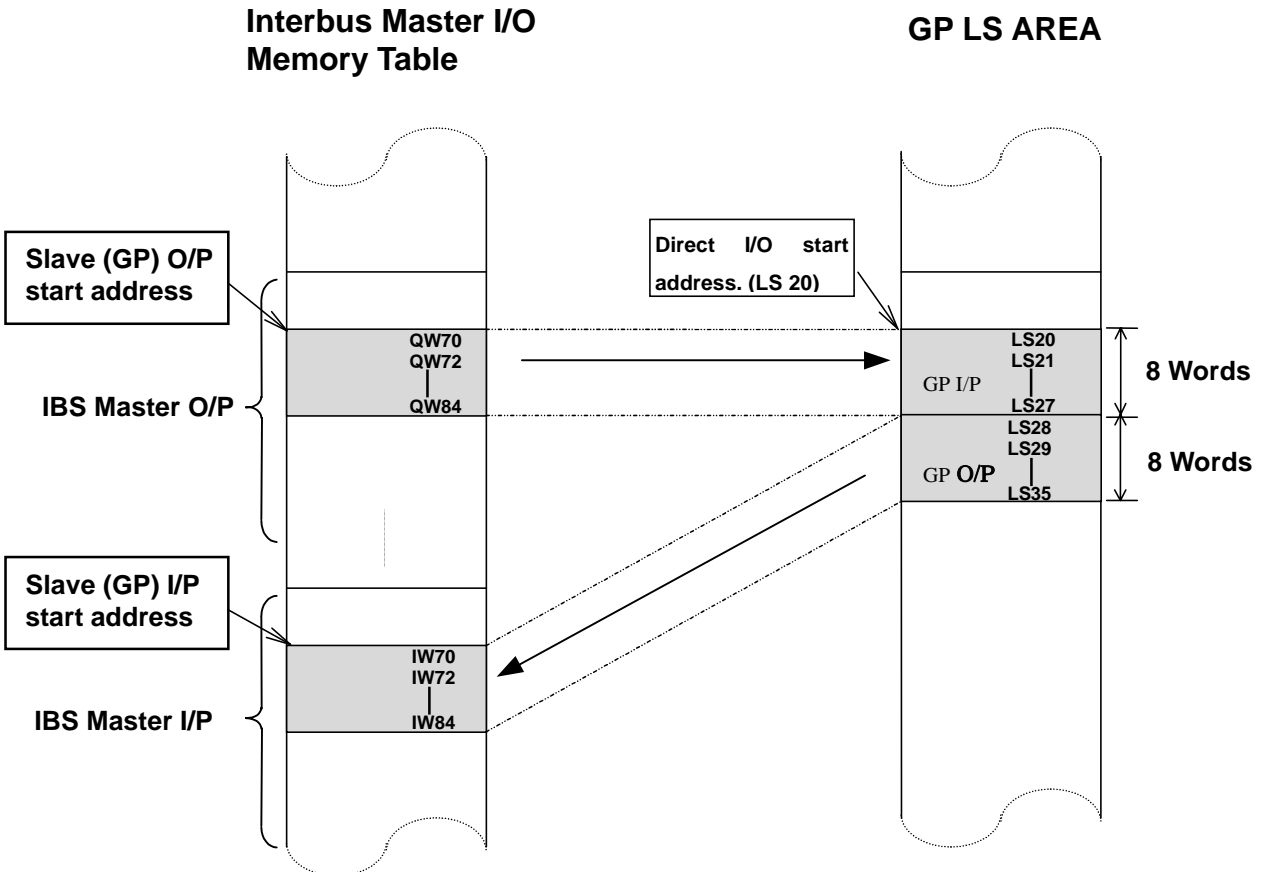 Interbus Master I/O
Memory Table
GP LS AREA
Slave (GP) O/P
start address
Direct I/O start
address. (LS 20)
QW70
QW72
QW84
IBS Master O/P
LS20
LS21
GP I/P
LS27
8 Words
LS28
LS29
GP O/P
LS35
8 Words
Slave (GP) I/P
start address
IW70
IW72
IW84
IBS Master I/P